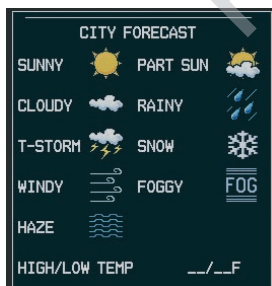 CITY FORECAST
SUNNY PART SUN
CLOUDY RAINY
T-STORM SNOW
WINDY FOGGY FOG
HAZE
HIGH/LOW TEMP __/__F